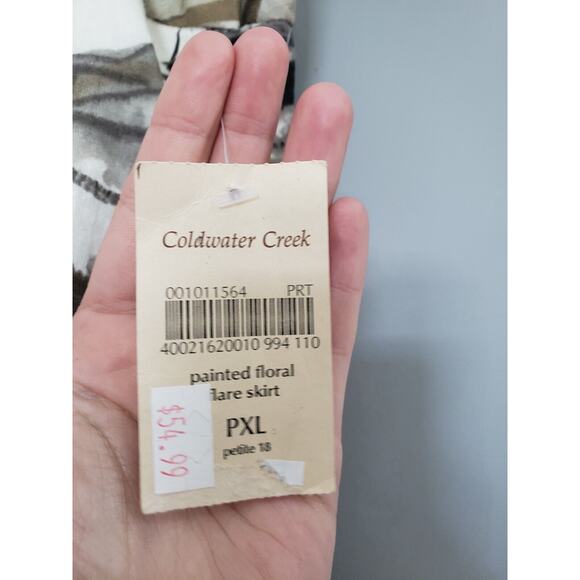 Coldwater Creek
001011564 PRT
40021620010 994 110
painted floral
flare skirt
PXL
petite 18
$54.99